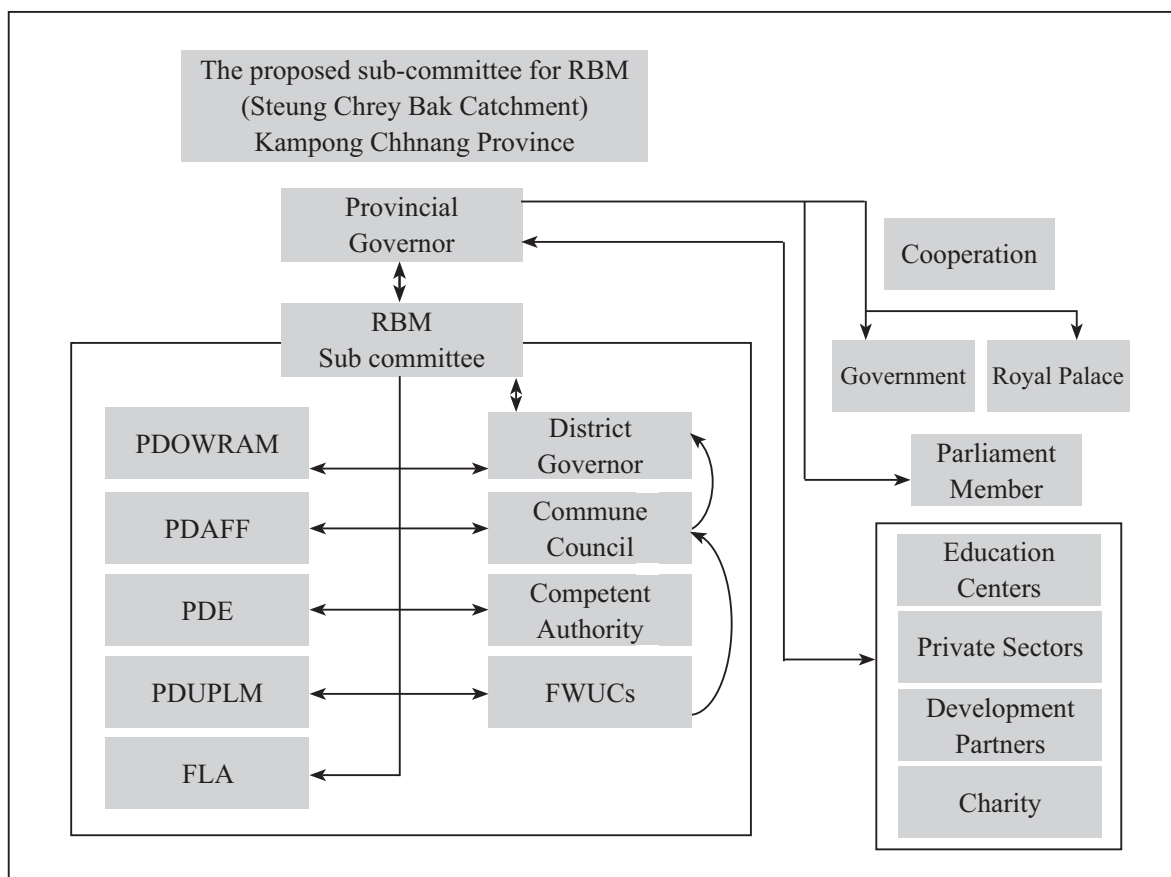 The proposed sub-committee for RBM
(Steung Chrey Bak Catchment)
Kampong Chhnang Province
Provincial
Governor
Cooperation
RBM
Sub committee
Government
Royal Palace
PDOWRAM
District
Governor
Parliament
Member
PDAFF
Commune
Council
Education
Centers
PDE
Competent
Authority
Private Sectors
PDUPLM
FWUCs
Development
Partners
FLA
Charity